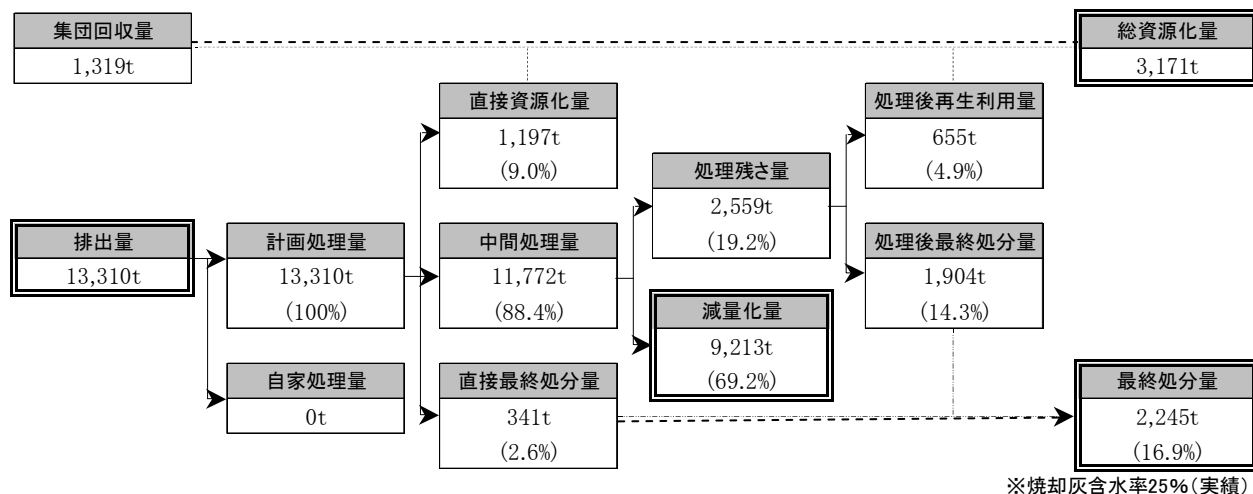 集団回収量
1,319t
総資源化量
3,171t
直接資源化量
1,197t
(9.0%)
処理後再生利用量
655t
(4.9%)
処理残さ量
2,559t
(19.2%)
排出量
13,310t
計画処理量
13,310t
(100%)
中間処理量
11,772t
(88.4%)
処理後最終処分量
1,904t
(14.3%)
減量化量
9,213t
(69.2%)
自家処理量
0t
直接最終処分量
341t
(2.6%)
最終処分量
2,245t
(16.9%)
※焼却灰含水率25%(実績)